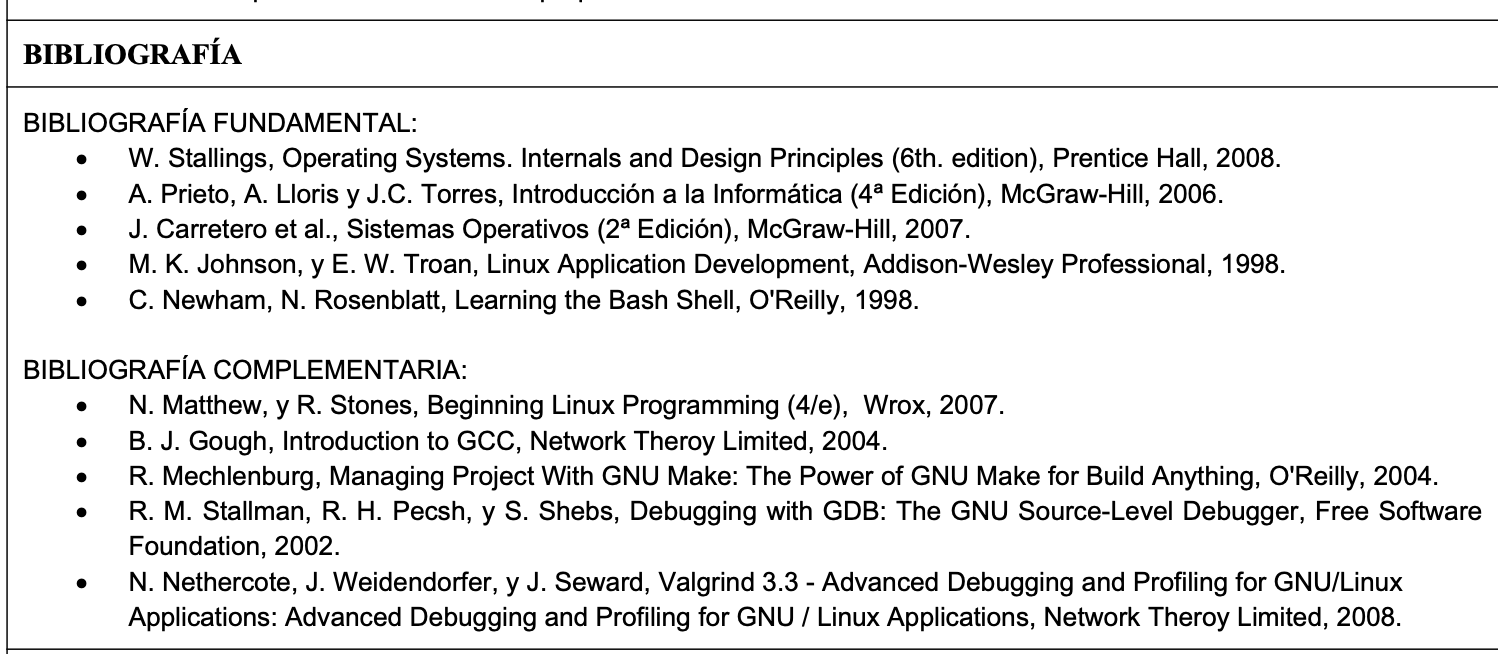 BIBLIOGRAFÍA
BIBLIOGRAFÍA FUNDAMENTAL:
• W. Stallings, Operating Systems. Internals and Design Principles (6th. edition), Prentice Hall, 2008.
• A. Prieto, A. Lloris y J.C. Torres, Introducción a la Informática (4ª Edición), McGraw-Hill, 2006.
• J. Carretero et al., Sistemas Operativos (2ª Edición), McGraw-Hill, 2007.
• M. K. Johnson, y E. W. Troan, Linux Application Development, Addison-Wesley Professional, 1998.
• C. Newham, N. Rosenblatt, Learning the Bash Shell, O'Reilly, 1998.
BIBLIOGRAFÍA COMPLEMENTARIA:
• N. Matthew, y R. Stones, Beginning Linux Programming (4/e),  Wrox, 2007.
• B. J. Gough, Introduction to GCC, Network Theroy Limited, 2004.
• R. Mechlenburg, Managing Project With GNU Make: The Power of GNU Make for Build Anything, O'Reilly, 2004.
• R. M. Stallman, R. H. Pecsh, y S. Shebs, Debugging with GDB: The GNU Source-Level Debugger, Free Software
Foundation, 2002.
• N. Nethercote, J. Weidendorfer, y J. Seward, Valgrind 3.3 - Advanced Debugging and Profiling for GNU/Linux
Applications: Advanced Debugging and Profiling for GNU / Linux Applications, Network Theroy Limited, 2008.